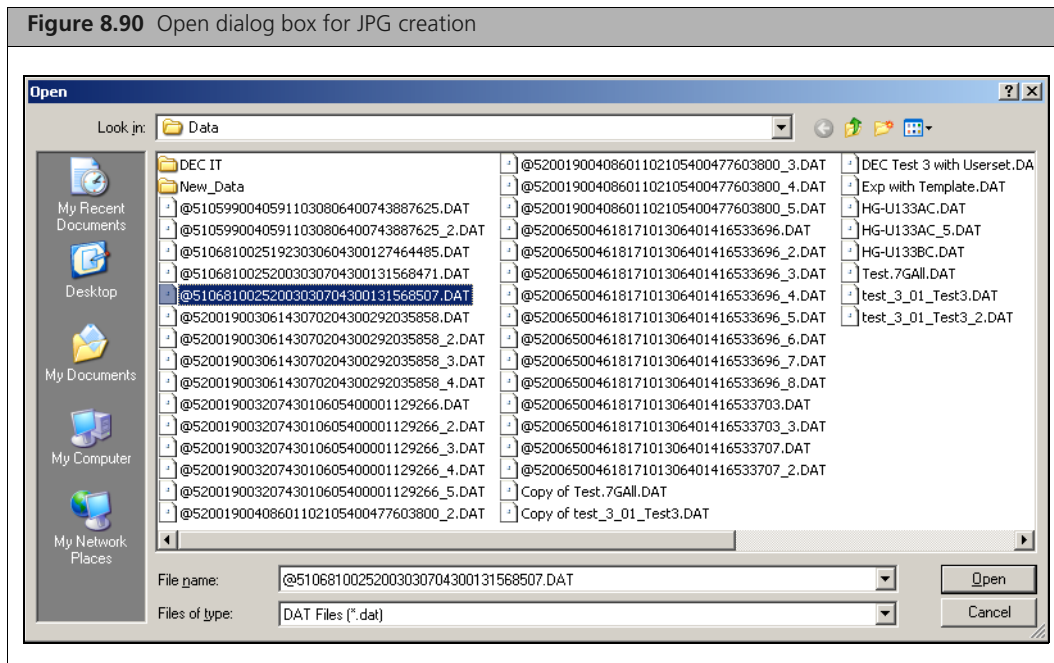 Figure 8.90 Open dialog box for JPG creation
Open
Look in:
Data
My Recent
Documents
Desktop
My Documents
My Computer
My Network
Places
DEC IT
New_Data
@51059900405911030806400743887625.DAT
@51059900405911030806400743887625_2.DAT
@51068100251923030604300127464485.DAT
@51068100252003030704300131568471.DAT
@51068100252003030704300131568507.DAT
@52001900306143070204300292035858.DAT
@52001900306143070204300292035858_2.DAT
@52001900306143070204300292035858_3.DAT
@52001900306143070204300292035858_4.DAT
@52001900320743010605400001129266.DAT
@52001900320743010605400001129266_2.DAT
@52001900320743010605400001129266_3.DAT
@52001900320743010605400001129266_4.DAT
@52001900320743010605400001129266_5.DAT
@52001900408601102105400477603800_2.DAT
@52001900408601102105400477603800_3.DAT
@52001900408601102105400477603800_4.DAT
@52001900408601102105400477603800_5.DAT
@52006500461817101306401416533696.DAT
@52006500461817101306401416533696_2.DAT
@52006500461817101306401416533696_3.DAT
@52006500461817101306401416533696_4.DAT
@52006500461817101306401416533696_5.DAT
@52006500461817101306401416533696_6.DAT
@52006500461817101306401416533696_7.DAT
@52006500461817101306401416533696_8.DAT
@52006500461817101306401416533703.DAT
@52006500461817101306401416533703_3.DAT
@52006500461817101306401416533707.DAT
@52006500461817101306401416533707_2.DAT
Copy of Test.7GAll.DAT
Copy of test_3_01_Test3.DAT
DEC Test 3 with Userset.DA
Exp with Template.DAT
HG-U133AC.DAT
HG-U133AC_5.DAT
HG-U133BC.DAT
Test.7GAll.DAT
test_3_01_Test3.DAT
test_3_01_Test3_2.DAT
File name:
@51068100252003030704300131568507.DAT
Open
Files of type:
DAT Files (*.dat)
Cancel